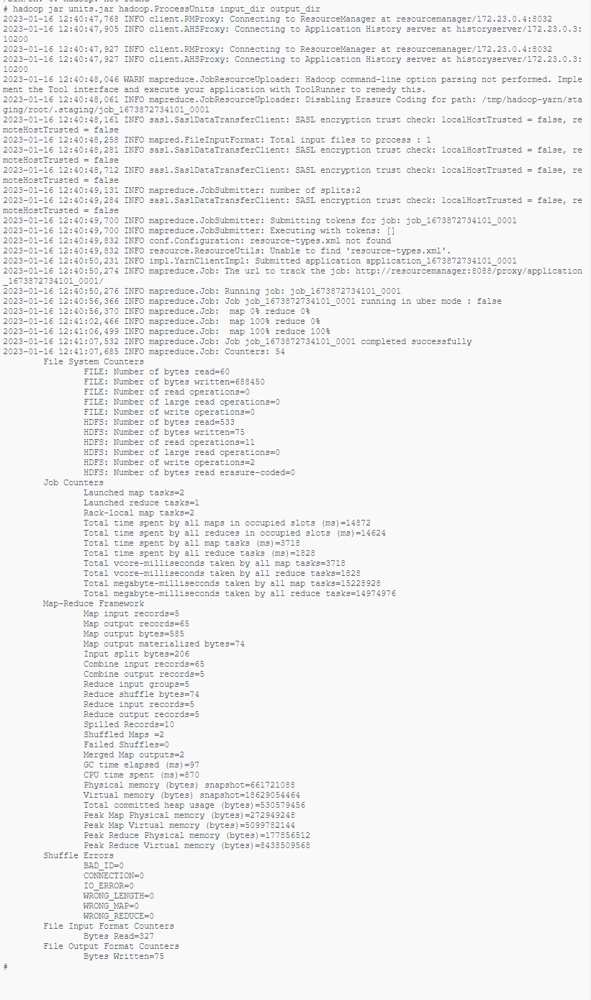 # hadoop jar units.jar hadoop.ProcessUnits input_dir output_dir
2023-01-16 12:40:47,768 INFO client.RMProxy: Connecting to ResourceManager at resourcemanager/172.23.0.4:8032
2023-01-16 12:40:47,905 INFO client.AHSProxy: Connecting to Application History server at historyserver/172.23.0.3:
10200
2023-01-16 12:40:47,927 INFO client.RMProxy: Connecting to ResourceManager at resourcemanager/172.23.0.4:8032
2023-01-16 12:40:47,927 INFO client.AHSProxy: Connecting to Application History server at historyserver/172.23.0.3:
10200
2023-01-16 12:40:48,046 WARN mapreduce.JobResourceUploader: Hadoop command-line option parsing not performed. Imple
ment the Tool interface and execute your application with ToolRunner to remedy this.
2023-01-16 12:40:48,061 INFO mapreduce.JobResourceUploader: Disabling Erasure Coding for path: /tmp/hadoop-yarn/sta
ging/root/.staging/job_1673872734101_0001
2023-01-16 12:40:48,161 INFO sasl.SaslDataTransferClient: SASL encryption trust check: localHostTrusted = false, re
moteHostTrusted = false
2023-01-16 12:40:48,258 INFO mapred.FileInputFormat: Total input files to process : 1
2023-01-16 12:40:48,281 INFO sasl.SaslDataTransferClient: SASL encryption trust check: localHostTrusted = false, re
moteHostTrusted = false
2023-01-16 12:40:48,712 INFO sasl.SaslDataTransferClient: SASL encryption trust check: localHostTrusted = false, re
moteHostTrusted = false
2023-01-16 12:40:49,131 INFO mapreduce.JobSubmitter: number of splits:2
2023-01-16 12:40:49,284 INFO sasl.SaslDataTransferClient: SASL encryption trust check: localHostTrusted = false, re
moteHostTrusted = false
2023-01-16 12:40:49,700 INFO mapreduce.JobSubmitter: Submitting tokens for job: job_1673872734101_0001
2023-01-16 12:40:49,700 INFO mapreduce.JobSubmitter: Executing with tokens: []
2023-01-16 12:40:49,832 INFO conf.Configuration: resource-types.xml not found
2023-01-16 12:40:49,832 INFO resource.ResourceUtils: Unable to find 'resource-types.xml'.
2023-01-16 12:40:50,231 INFO impl.YarnClientImpl: Submitted application application_1673872734101_0001
2023-01-16 12:40:50,274 INFO mapreduce.Job: The url to track the job: http://resourcemanager:8088/proxy/application
_1673872734101_0001/
2023-01-16 12:40:50,276 INFO mapreduce.Job: Running job: job_1673872734101_0001
2023-01-16 12:40:56,366 INFO mapreduce.Job: Job job_1673872734101_0001 running in uber mode : false
2023-01-16 12:40:56,370 INFO mapreduce.Job:  map 0% reduce 0%
2023-01-16 12:41:02,466 INFO mapreduce.Job:  map 100% reduce 0%
2023-01-16 12:41:06,499 INFO mapreduce.Job:  map 100% reduce 100%
2023-01-16 12:41:07,532 INFO mapreduce.Job: Job job_1673872734101_0001 completed successfully
2023-01-16 12:41:07,685 INFO mapreduce.Job: Counters: 54
File System Counters
FILE: Number of bytes read=60
FILE: Number of bytes written=688450
FILE: Number of read operations=0
FILE: Number of large read operations=0
FILE: Number of write operations=0
HDFS: Number of bytes read=533
HDFS: Number of bytes written=75
HDFS: Number of read operations=11
HDFS: Number of large read operations=0
HDFS: Number of write operations=2
HDFS: Number of bytes read erasure-coded=0
Job Counters
Launched map tasks=2
Launched reduce tasks=1
Rack-local map tasks=2
Total time spent by all maps in occupied slots (ms)=14872
Total time spent by all reduces in occupied slots (ms)=14624
Total time spent by all map tasks (ms)=3718
Total time spent by all reduce tasks (ms)=1828
Total vcore-milliseconds taken by all map tasks=3718
Total vcore-milliseconds taken by all reduce tasks=1828
Total megabyte-milliseconds taken by all map tasks=15228928
Total megabyte-milliseconds taken by all reduce tasks=14974976
Map-Reduce Framework
Map input records=5
Map output records=65
Map output bytes=585
Map output materialized bytes=74
Input split bytes=206
Combine input records=65
Combine output records=5
Reduce input groups=5
Reduce shuffle bytes=74
Reduce input records=5
Reduce output records=5
Spilled Records=10
Shuffled Maps =2
Failed Shuffles=0
Merged Map outputs=2
GC time elapsed (ms)=97
CPU time spent (ms)=870
Physical memory (bytes) snapshot=661721088
Virtual memory (bytes) snapshot=18629054464
Total committed heap usage (bytes)=530579456
Peak Map Physical memory (bytes)=272949248
Peak Map Virtual memory (bytes)=5099782144
Peak Reduce Physical memory (bytes)=177856512
Peak Reduce Virtual memory (bytes)=8438509568
Shuffle Errors
BAD_ID=0
CONNECTION=0
IO_ERROR=0
WRONG_LENGTH=0
WRONG_MAP=0
WRONG_REDUCE=0
File Input Format Counters
Bytes Read=327
File Output Format Counters
Bytes Written=75
#